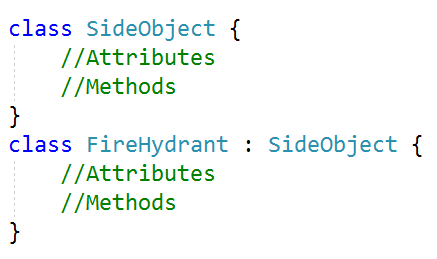 class SideObject {
    //Attributes
    //Methods
}
class FireHydrant : SideObject {
    //Attributes
    //Methods
}